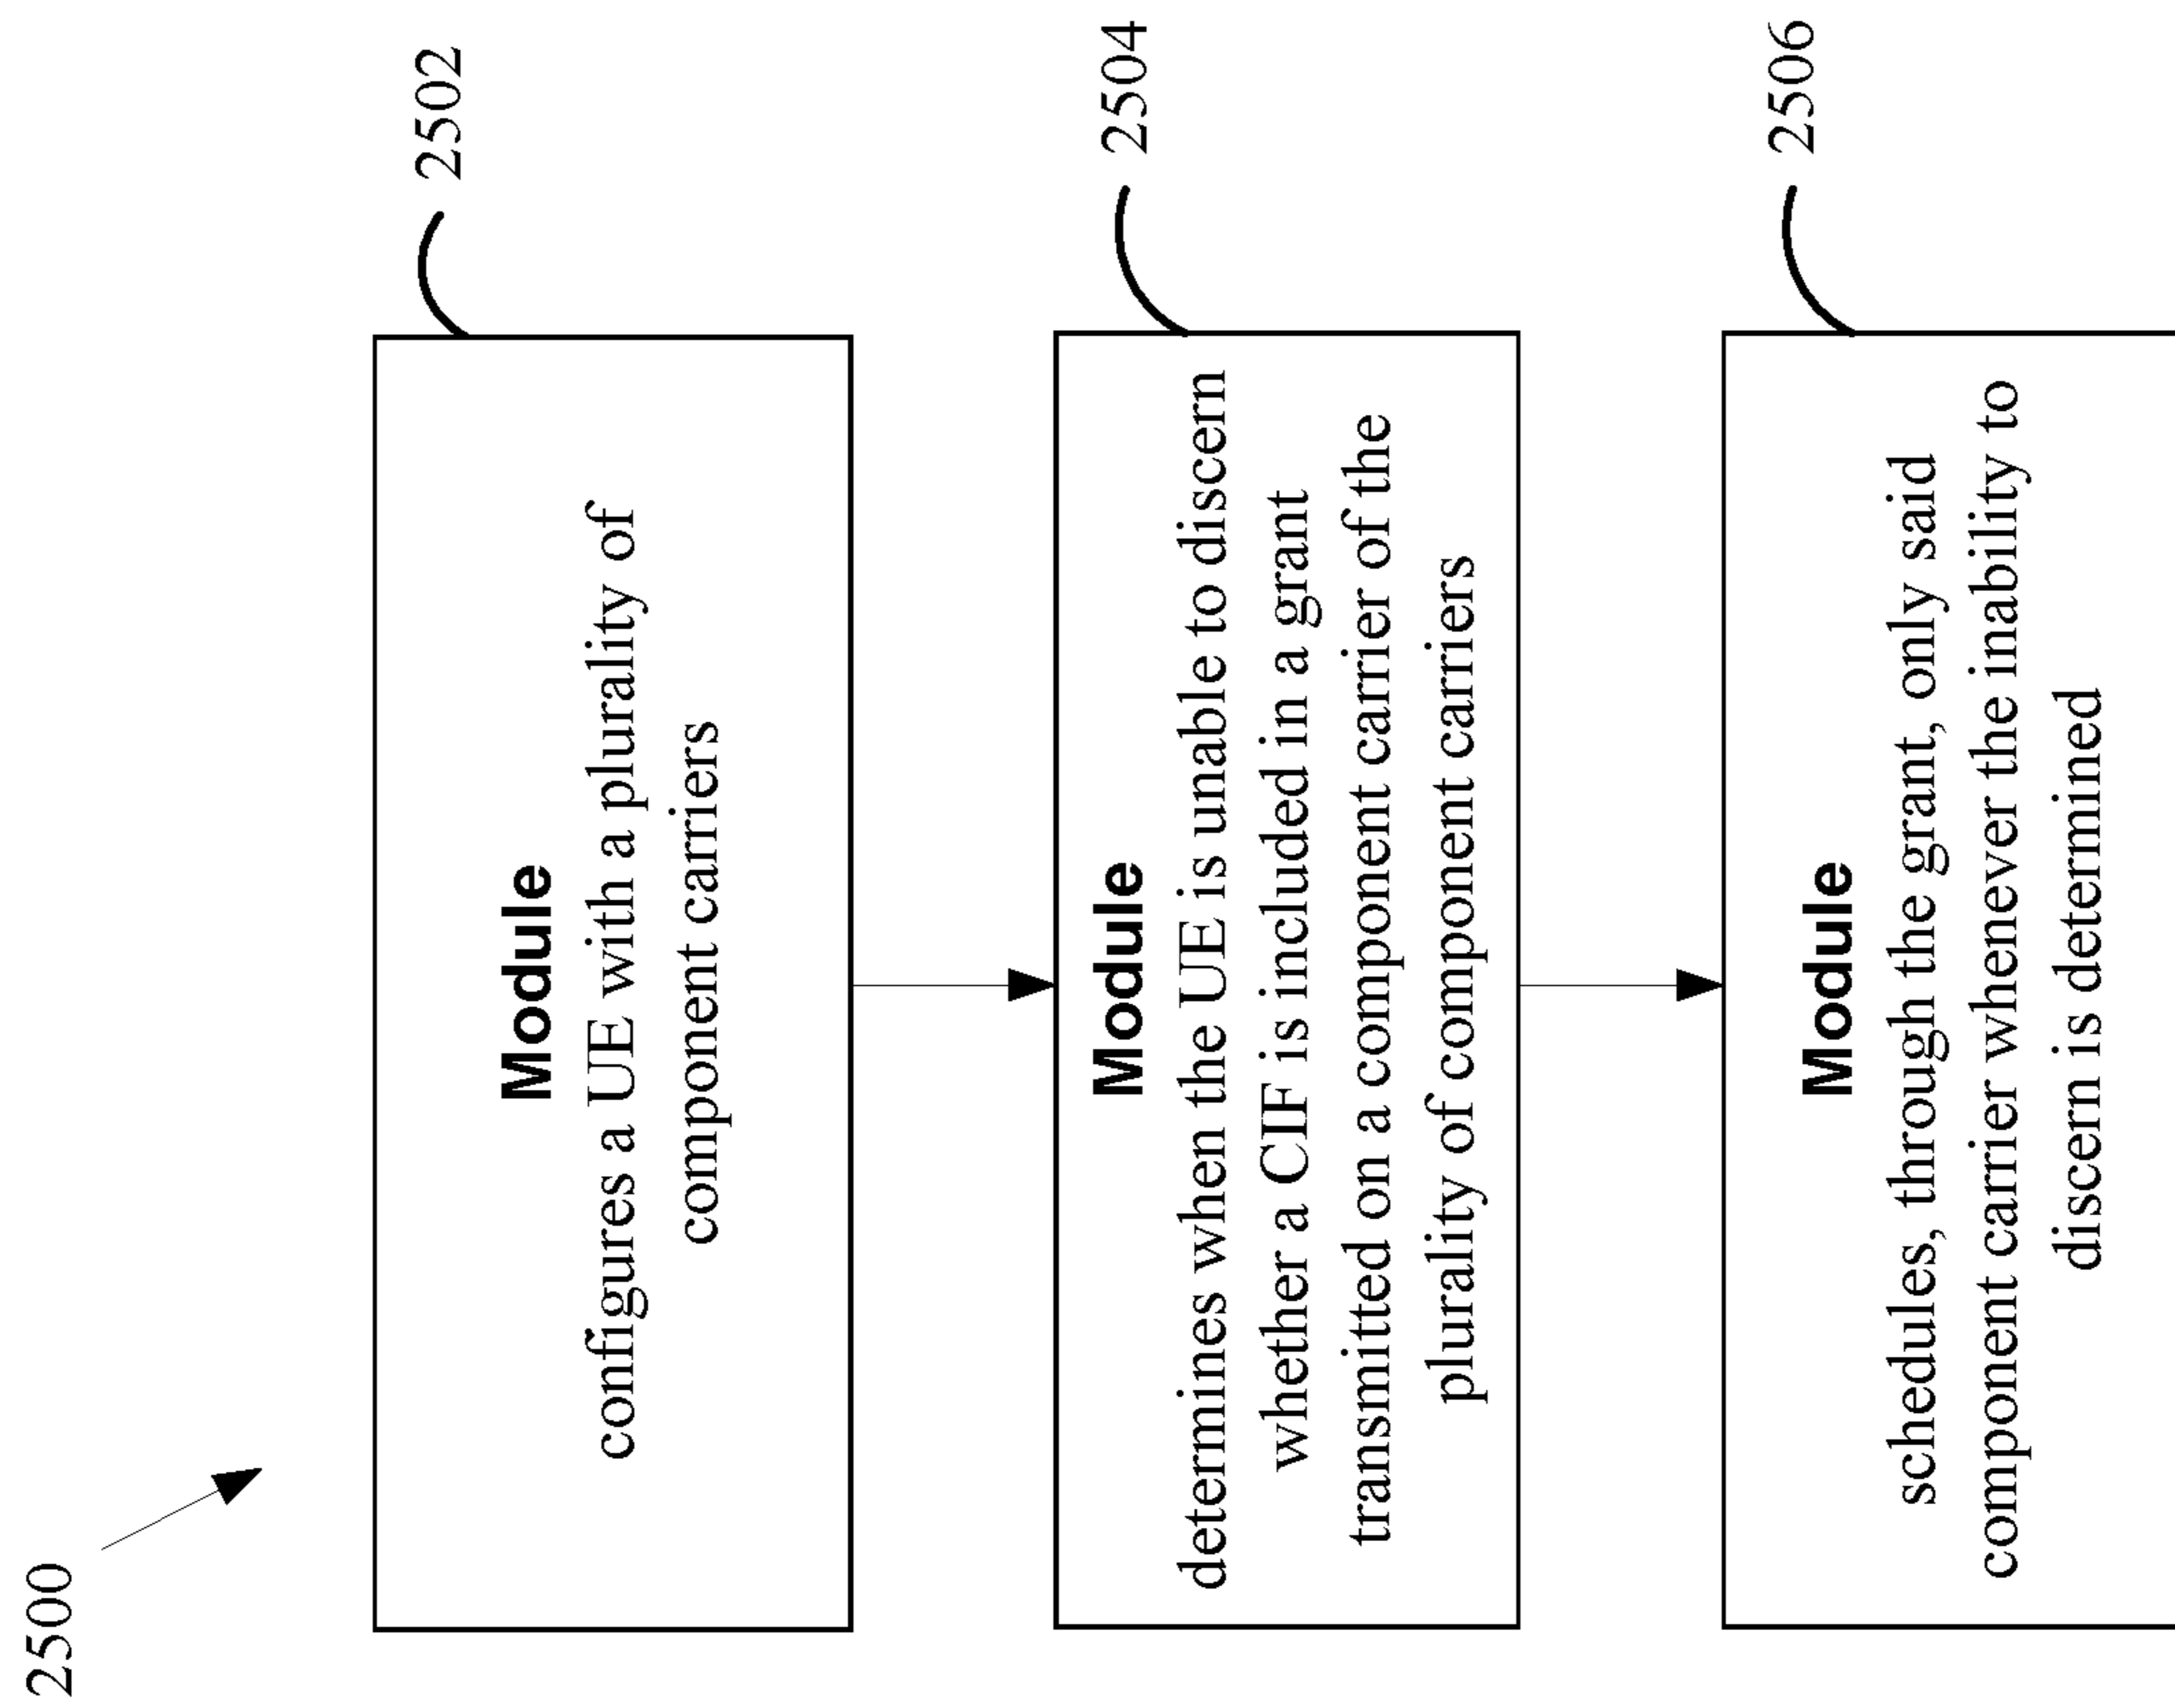 2500
2502
Module
configures a UE with a plurality of
component carriers
2504
Module
determines when the UE is unable to discern
whether a CIF is included in a grant
transmitted on a component carrier of the
plurality of component carriers
2506
Module
schedules, through the grant, only said
component carrier whenever the inability to
discern is determined